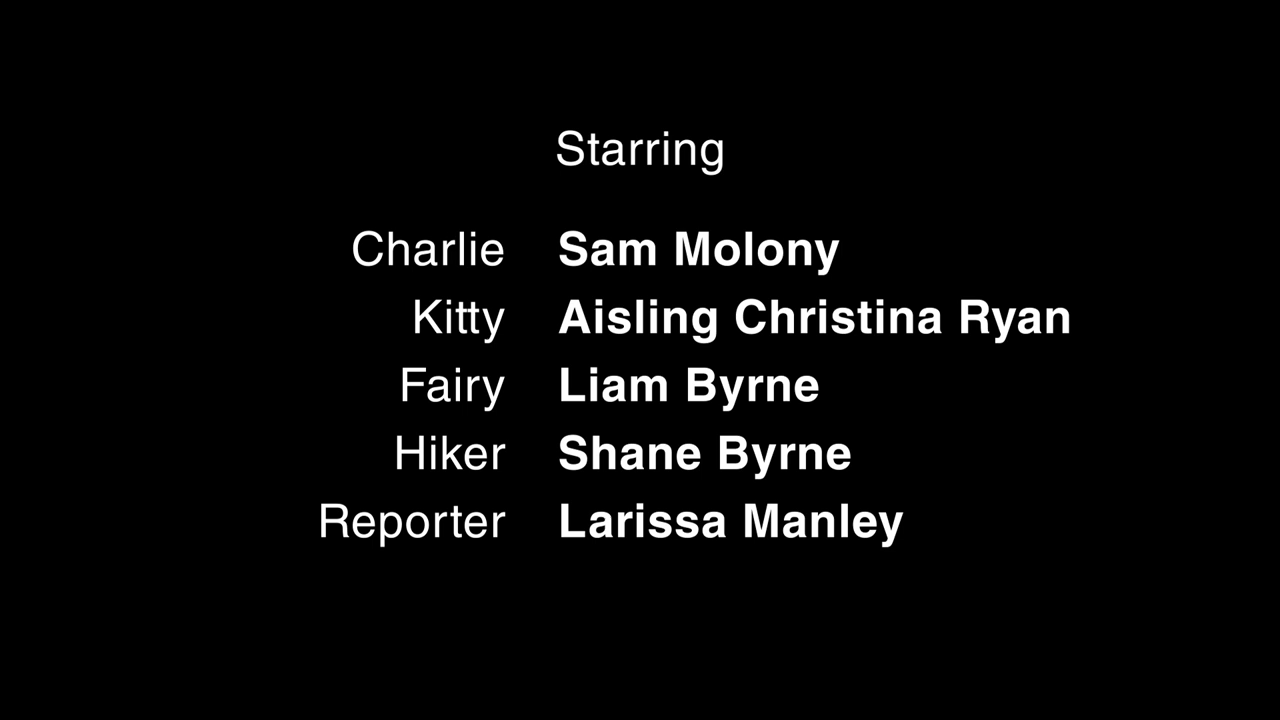 Starring
Charlie Sam Molony
Kitty Aisling Christina Ryan
Fairy Liam Byrne
Hiker Shane Byrne
Reporter Larissa Manley